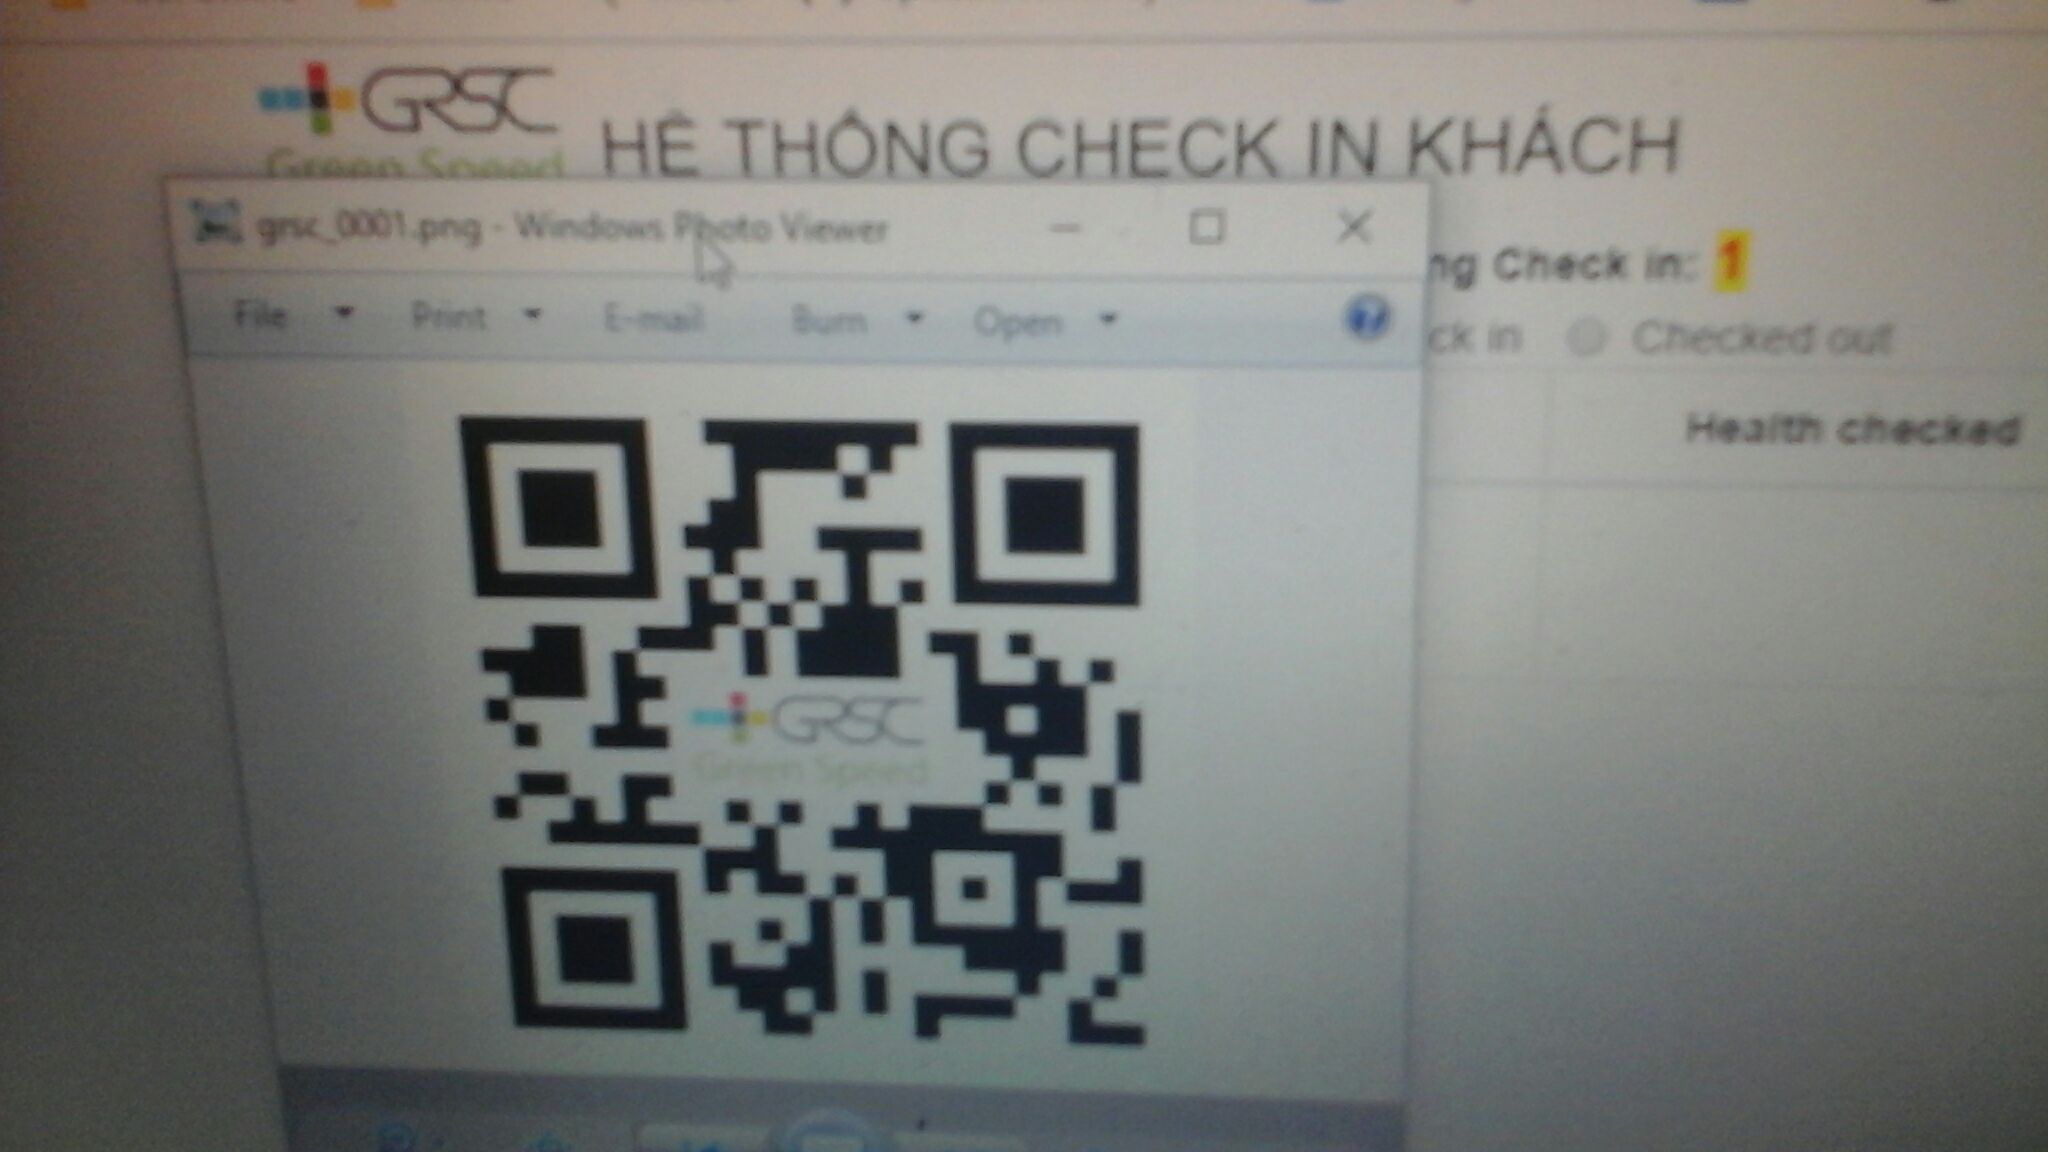 GRSC
Green Speed
HỆ THỐNG CHECK IN KHÁCH
grsc_0001.png - Windows Photo Viewer
ng Check in: 1
File Print E-mail Burn Open
ck in Checked out
Health checked
GRSC
Green Speed